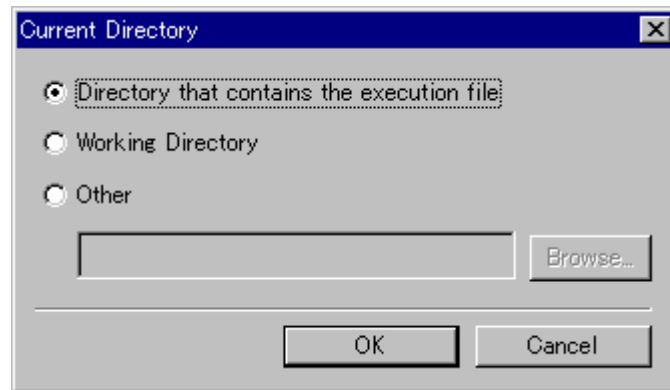 Current Directory
Directory that contains the execution file
Working Directory
Other
Browse...
OK
Cancel